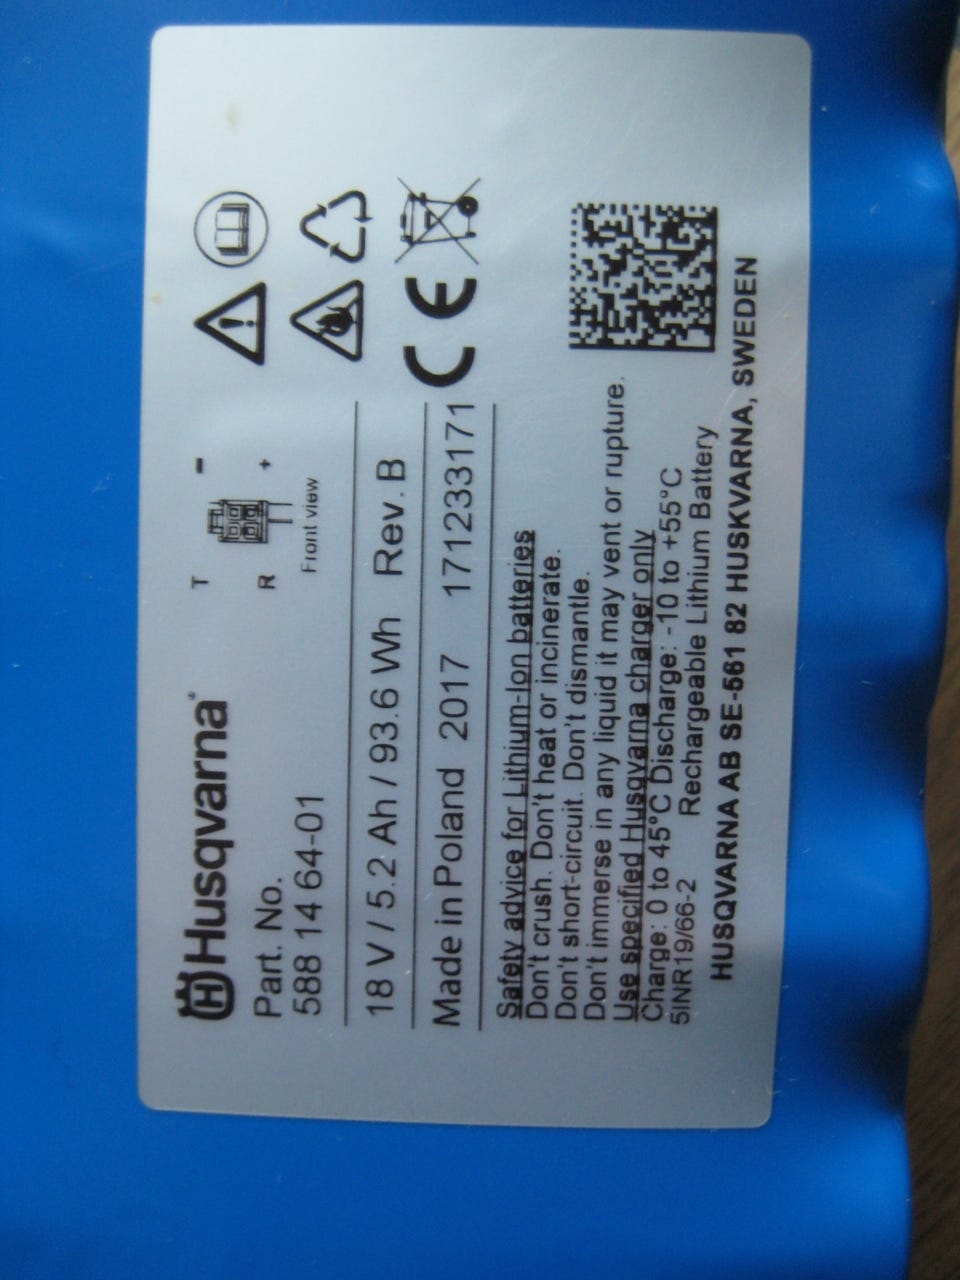 H Husqvarna®
Part. No.
588 14 64-01
T -
R +
Front view
18 V / 5.2 Ah / 93.6 Wh Rev. B
Made in Poland 2017 171233171
CE
Safety advice for Lithium-Ion batteries
Don't crush. Don't heat or incinerate.
Don't short-circuit. Don't dismantle.
Don't immerse in any liquid it may vent or rupture.
Use specified Husqvarna charger only
Charge: 0 to 45°C Discharge: -10 to +55°C
5INR19/66-2 Rechargeable Lithium Battery
HUSQVARNA AB SE-561 82 HUSKVARNA, SWEDEN